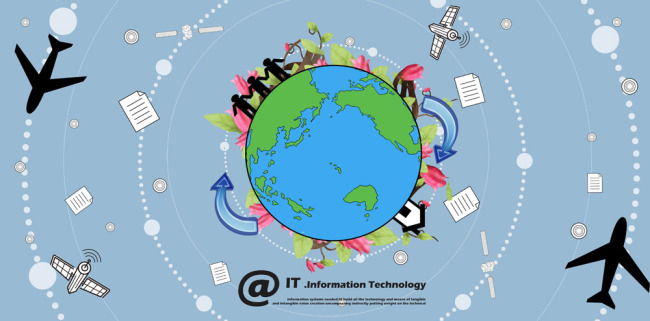 @ IT .Information Technology
information systems needed to build all the technology and means of tangible
and intangible value creation encompassing indirectly putting weight on the technical